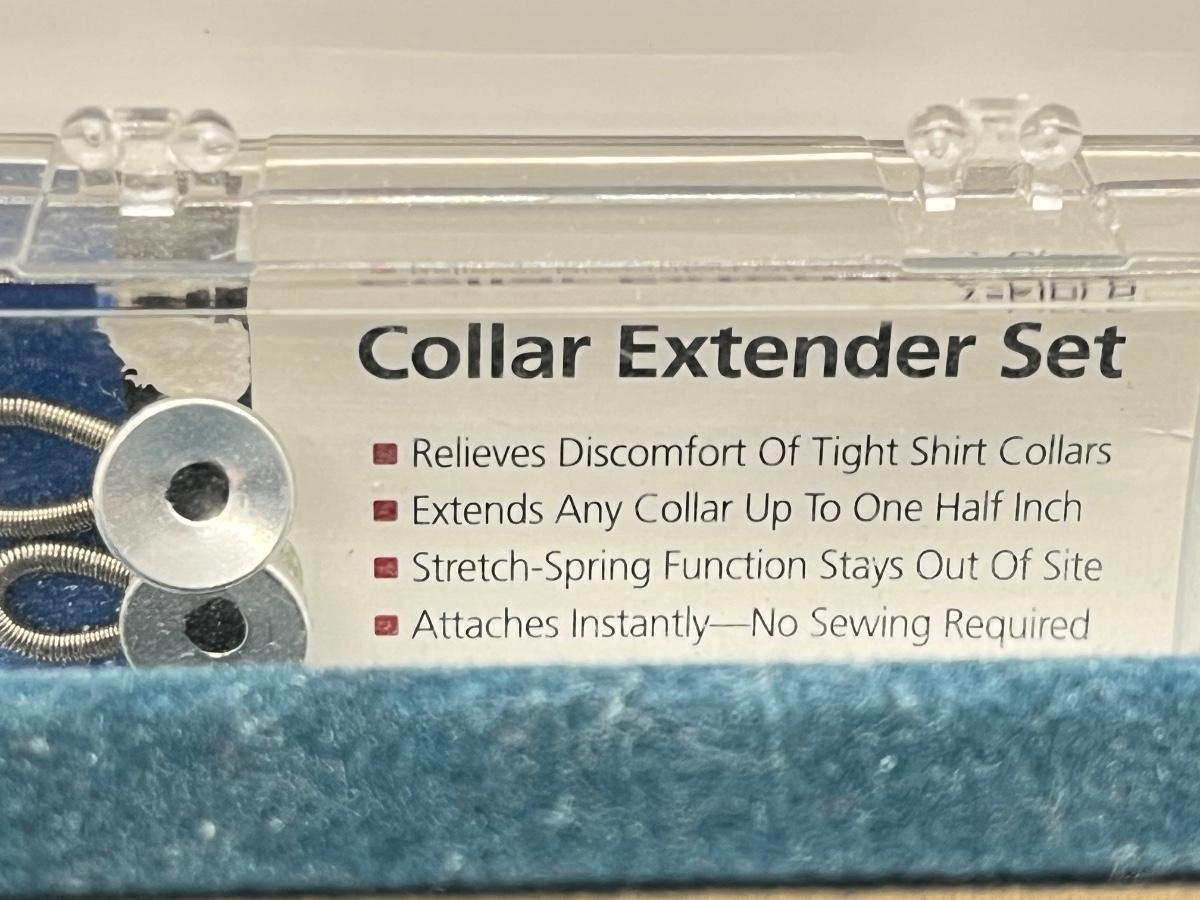 Collar Extender Set
Relieves Discomfort Of Tight Shirt Collars
Extends Any Collar Up To One Half Inch
Stretch-Spring Function Stays Out Of Site
Attaches Instantly—No Sewing Required